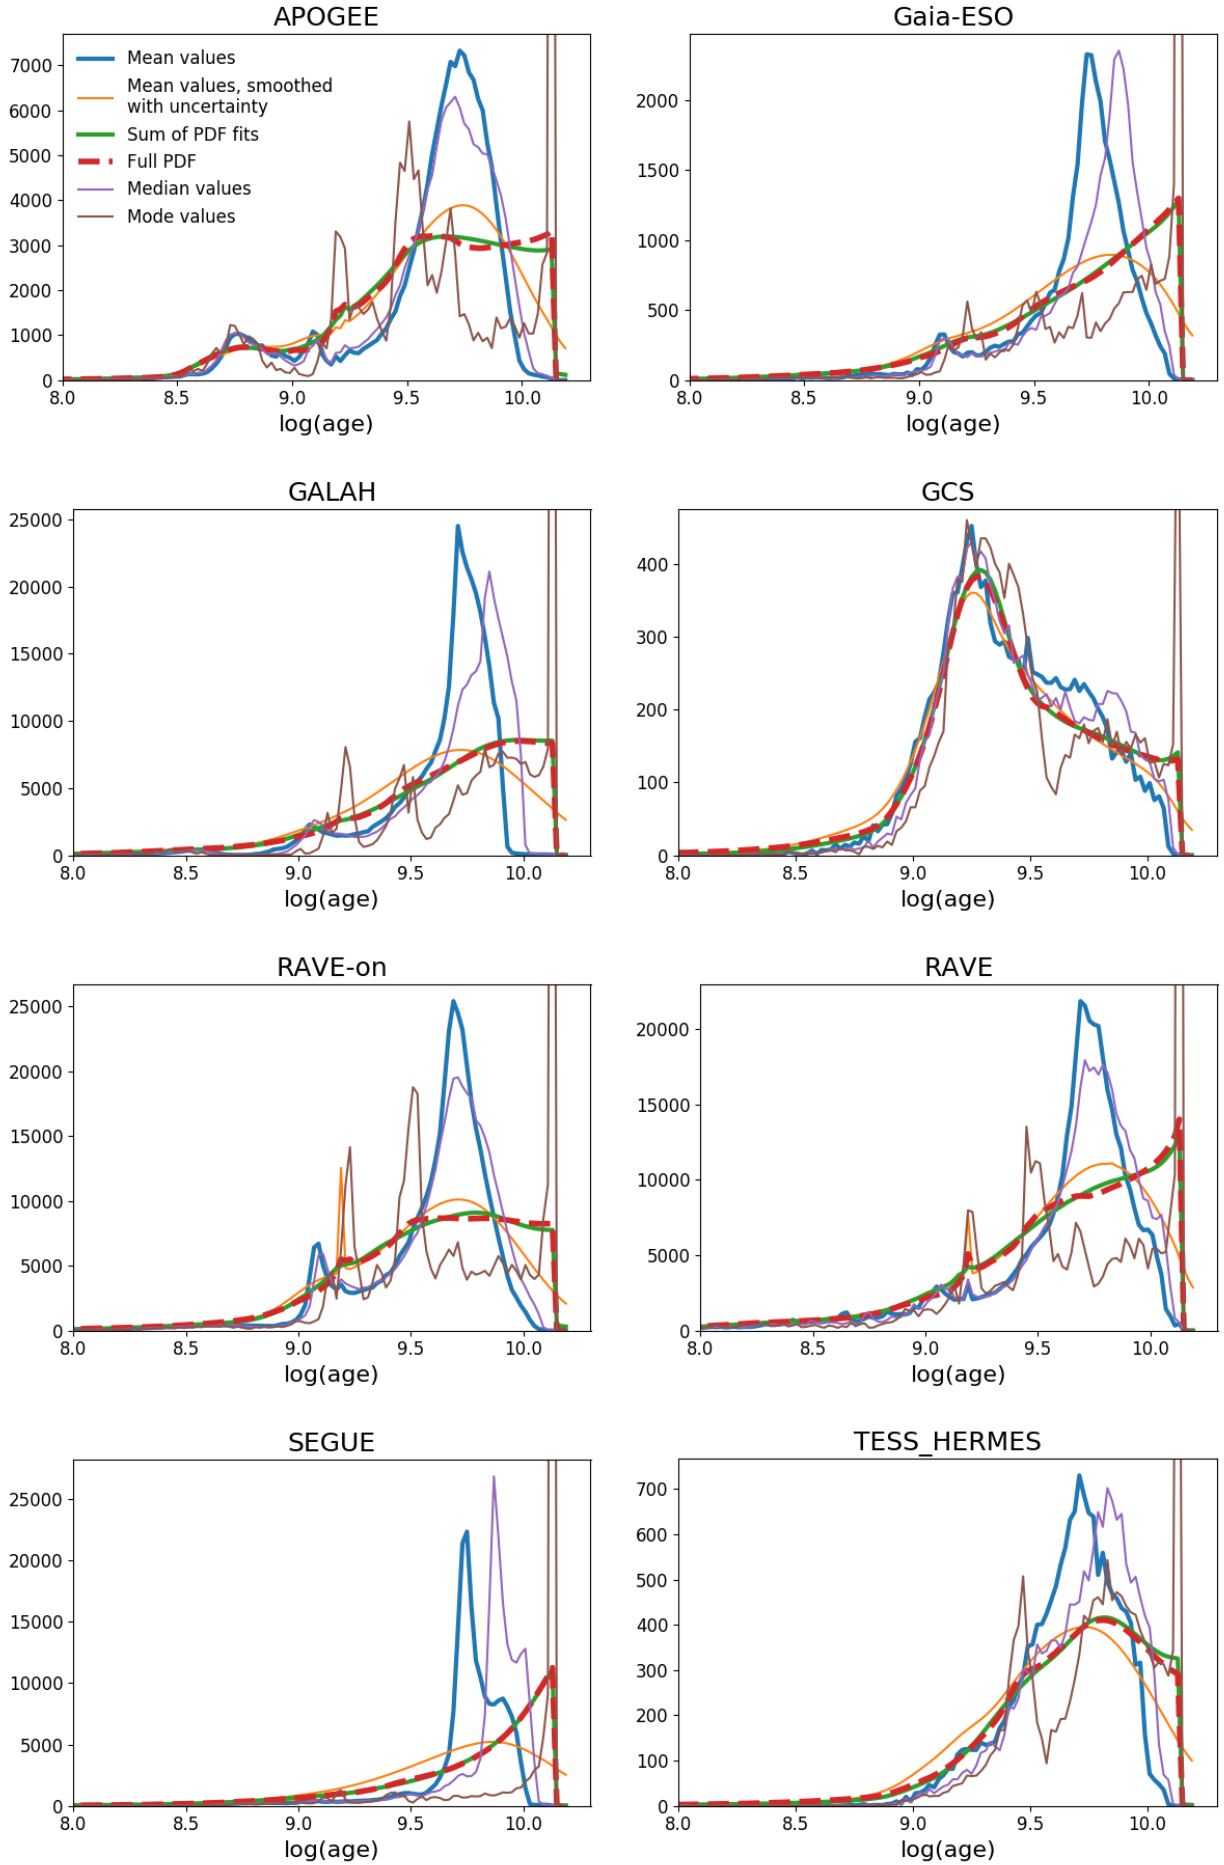 APOGEE
7000
6000
5000
4000
3000
2000
1000
0
Mean values
Mean values, smoothed
with uncertainty
Sum of PDF fits
Full PDF
Median values
Mode values
8.0 8.5 9.0 9.5 10.0
log(age)
Gaia-ESO
2000
1500
1000
500
0
8.0 8.5 9.0 9.5 10.0
log(age)
GALAH
25000
20000
15000
10000
5000
0
8.0 8.5 9.0 9.5 10.0
log(age)
GCS
400
300
200
100
0
8.0 8.5 9.0 9.5 10.0
log(age)
RAVE-on
25000
20000
15000
10000
5000
0
8.0 8.5 9.0 9.5 10.0
log(age)
RAVE
20000
15000
10000
5000
0
8.0 8.5 9.0 9.5 10.0
log(age)
SEGUE
25000
20000
15000
10000
5000
0
8.0 8.5 9.0 9.5 10.0
log(age)
TESS_HERMES
700
600
500
400
300
200
100
0
8.0 8.5 9.0 9.5 10.0
log(age)